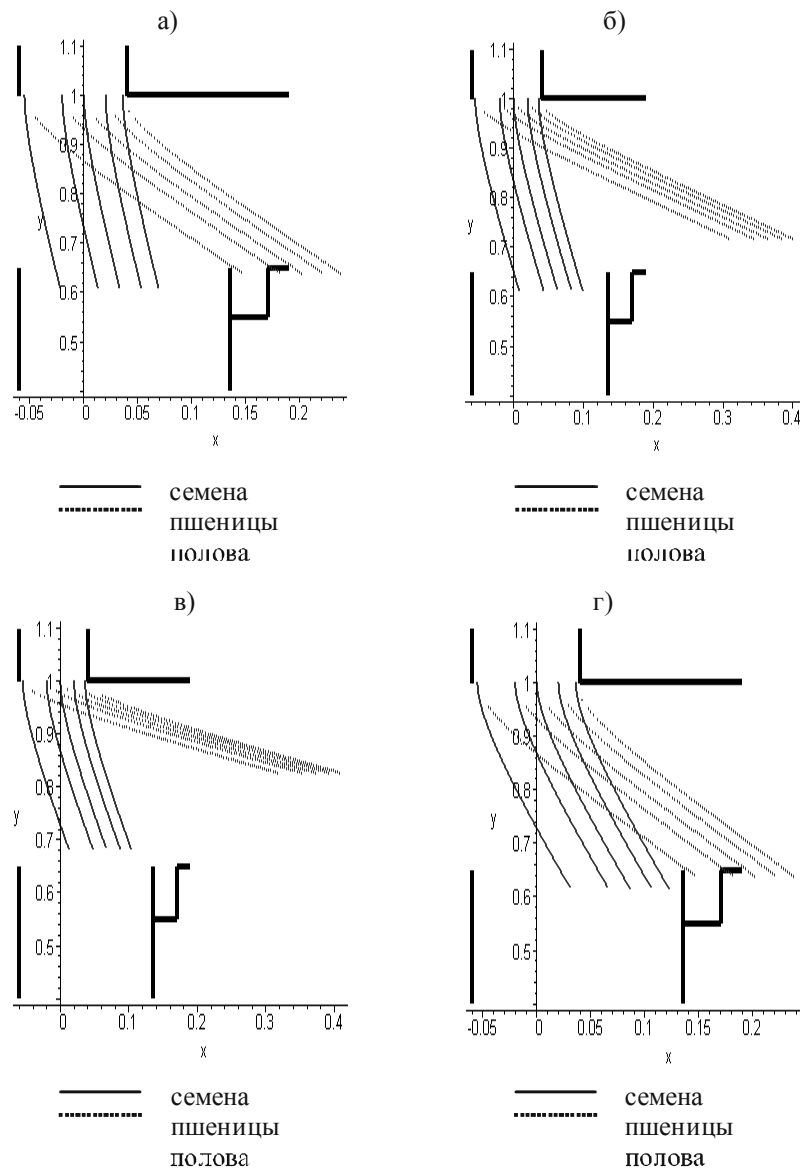 а)
1.1
1
0.9
0.8
y
0.7
0.6
0.5
-0.05 0 0.05 0.1 0.15 0.2
x
семена
пшеницы
полова
б)
1.1
1
0.9
0.8
y
0.7
0.6
0.5
0 0.1 0.2 0.3 0.4
x
семена
пшеницы
полова
в)
1.1
1
0.9
0.8
y
0.7
0.6
0.5
0 0.1 0.2 0.3 0.4
x
семена
пшеницы
полова
г)
1.1
1
0.9
0.8
y
0.7
0.6
0.5
-0.05 0 0.05 0.1 0.15 0.2
x
семена
пшеницы
полова